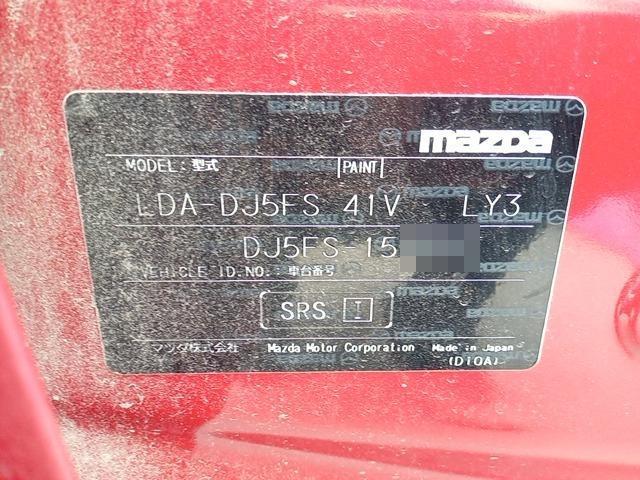 mazda
MODEL: 型式 PAINT
LDA-DJ5FS 41V LY3
DJ5FS-15
VEHICLE ID.NO.: 車台番号
SRS I
マツダ株式会社 Mazda Motor Corporation Made in Japan
(D10A)